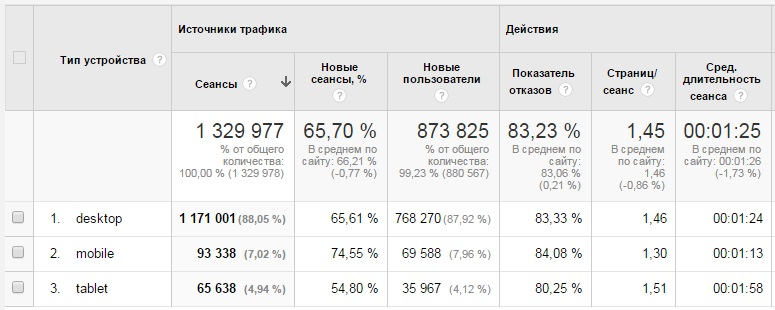 Источники трафика Действия
Тип устройства ?
Сеансы ?
Новые
сеансы, %
?
Новые
пользователи
?
Показатель
отказов ?
Страниц/
сеанс ?
Сред.
длительность
сеанса ?
1 329 977
% от общего
количества:
100,00 % (1 329 978)
65,70 %
В среднем по
сайту: 66,21 %
(-0,77 %)
873 825
% от общего
количества:
99,23 % (880 567)
83,23 %
В среднем по
сайту:
83,06 %
(0,21 %)
1,45
В среднем
по сайту:
1,46
(-0,86 %)
00:01:25
В среднем по
сайту: 00:01:26
(-1,73 %)
1. desktop 1 171 001 (88,05 %) 65,61 % 768 270 (87,92 %) 83,33 % 1,46 00:01:24
2. mobile 93 338 (7,02 %) 74,55 % 69 588 (7,96 %) 84,08 % 1,30 00:01:13
3. tablet 65 638 (4,94 %) 54,80 % 35 967 (4,12 %) 80,25 % 1,51 00:01:58